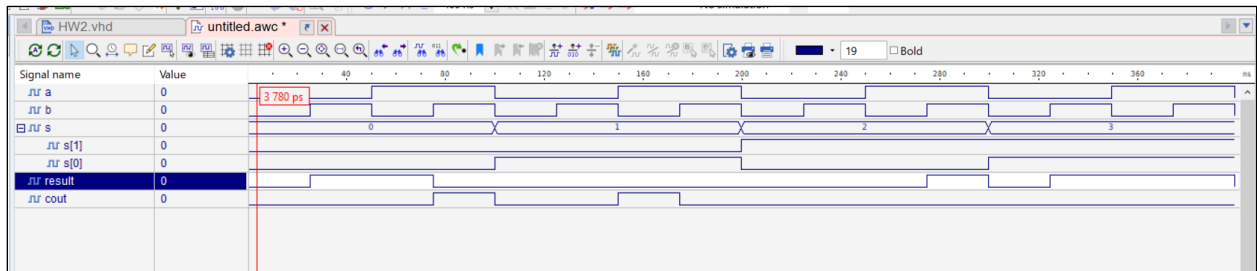 HW2.vhd untitled.awc *
19 Bold
Signal name Value 40 80 120 160 200 240 280 320 360 ns
a 0 3 780 ps
b 0
s 0 0 1 2 3
s[1] 0
s[0] 0
result 0
cout 0